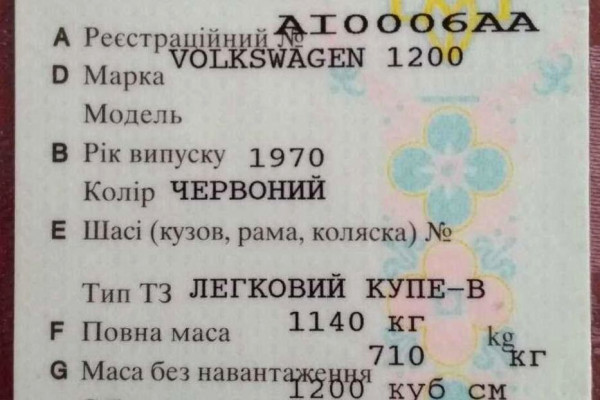 A Реєстраційний № AI0006AA
D Марка VOLKSWAGEN 1200
Модель
B Рік випуску 1970
Колір ЧЕРВОНИЙ
E Шасі (кузов, рама, коляска) №
Тип ТЗ ЛЕГКОВИЙ КУПЕ-В
F Повна маса 1140 кг kg
G Маса без навантаження 710 кг
1200 куб см